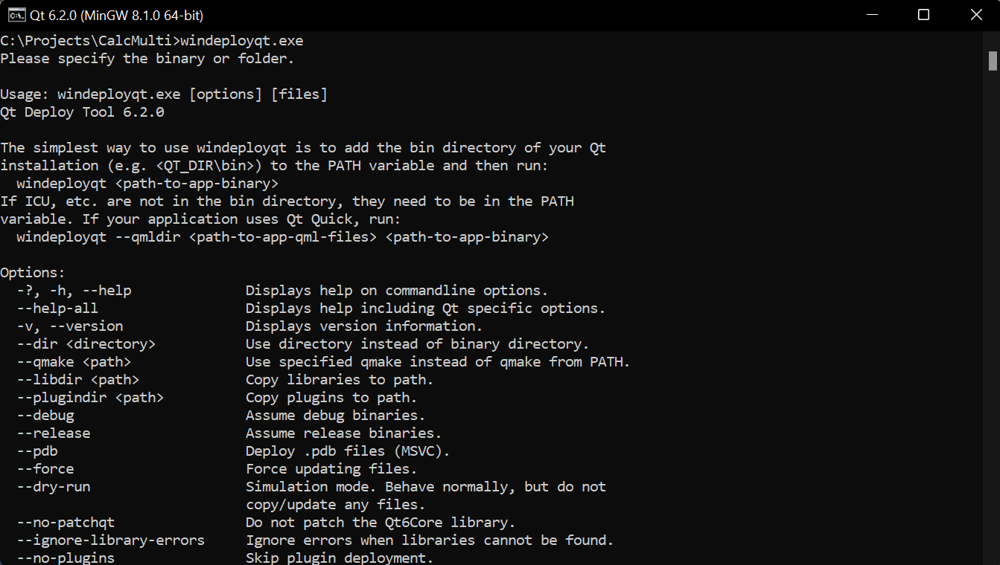 Qt 6.2.0 (MinGW 8.1.0 64-bit)
C:\Projects\CalcMulti>windeployqt.exe
Please specify the binary or folder.

Usage: windeployqt.exe [options] [files]
Qt Deploy Tool 6.2.0

The simplest way to use windeployqt is to add the bin directory of your Qt
installation (e.g. <QT_DIR\bin>) to the PATH variable and then run:
  windeployqt <path-to-app-binary>
If ICU, etc. are not in the bin directory, they need to be in the PATH
variable. If your application uses Qt Quick, run:
  windeployqt --qmldir <path-to-app-qml-files> <path-to-app-binary>

Options:
  -?, -h, --help              Displays help on commandline options.
  --help-all                  Displays help including Qt specific options.
  -v, --version               Displays version information.
  --dir <directory>           Use directory instead of binary directory.
  --qmake <path>              Use specified qmake instead of qmake from PATH.
  --libdir <path>             Copy libraries to path.
  --plugindir <path>          Copy plugins to path.
  --debug                     Assume debug binaries.
  --release                   Assume release binaries.
  --pdb                       Deploy .pdb files (MSVC).
  --force                     Force updating files.
  --dry-run                   Simulation mode. Behave normally, but do not
                              copy/update any files.
  --no-patchqt                Do not patch the Qt6Core library.
  --ignore-library-errors     Ignore errors when libraries cannot be found.
  --no-plugins                Skip plugin deployment.